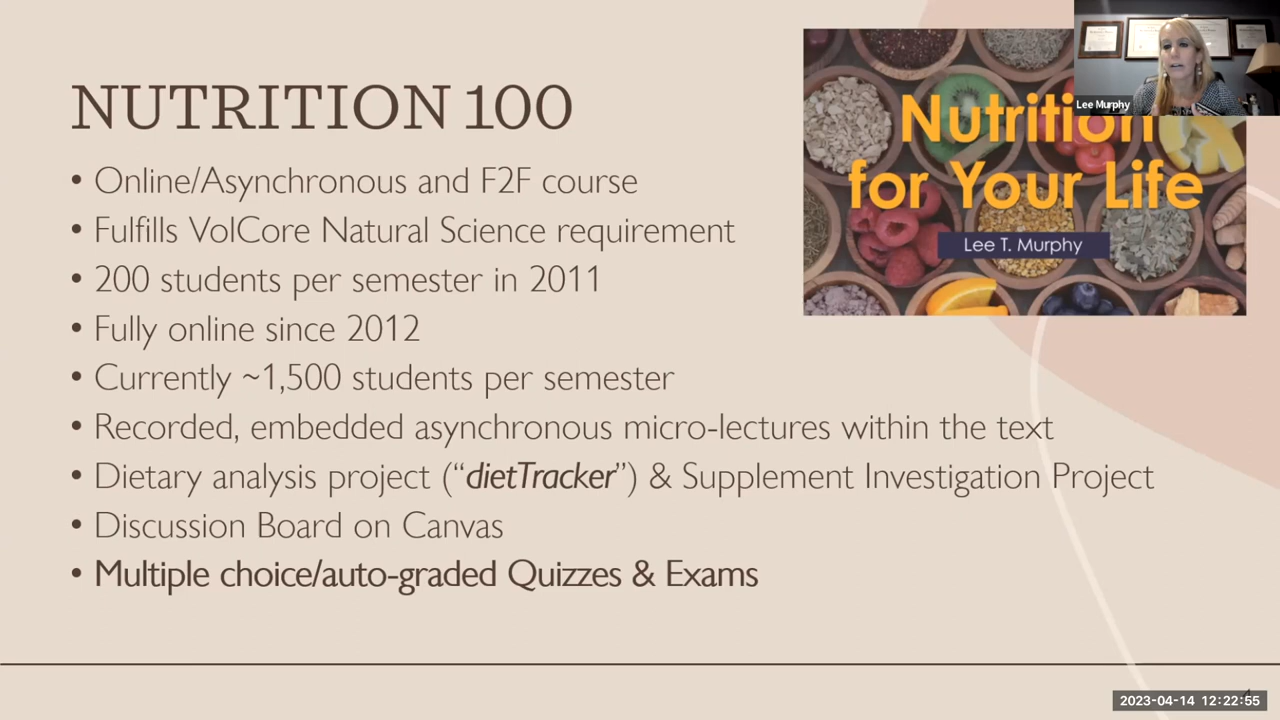 NUTRITION 100
• Online/Asynchronous and F2F course
• Fulfills VolCore Natural Science requirement
• 200 students per semester in 2011
• Fully online since 2012
• Currently ~1,500 students per semester
• Recorded, embedded asynchronous micro-lectures within the text
• Dietary analysis project (“dietTracker”) & Supplement Investigation Project
• Discussion Board on Canvas
• Multiple choice/auto-graded Quizzes & Exams
Nutrition
for Your Life
Lee T. Murphy
Lee Murphy
2023-04-14 12:22:55